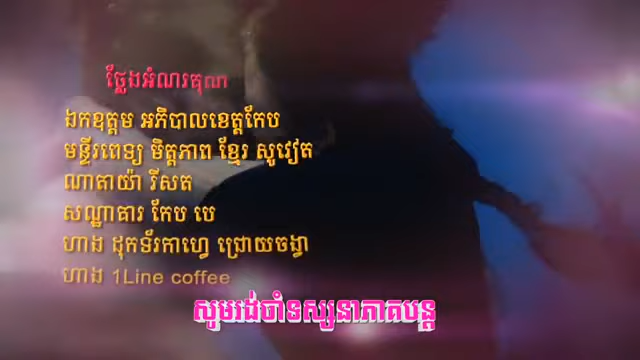 ថ្លែងអំណរគុណ
ឯកឧត្តម អភិបាលខេត្តកែប
មន្ទីរពេទ្យ មិត្តភាព ខ្មែរ សូវៀត
ណាតាយ៉ា រីសត
សណ្ឋាគារ កែប បេ
ហាង ដុកទ័រកាហ្វេ ជ្រោយចង្វា
ហាង 1Line coffee
សូមរង់ចាំទស្សនាភាគបន្ត